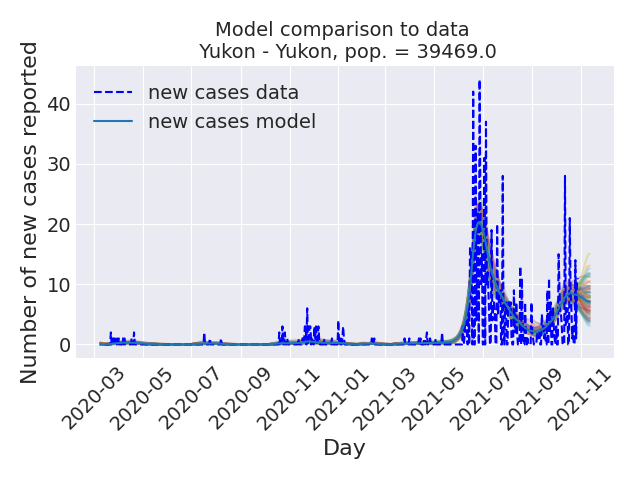 Model comparison to data
Yukon - Yukon, pop. = 39469.0
Number of new cases reported
new cases data
new cases model
40
30
20
10
0
2020-03
2020-05
2020-07
2020-09
2020-11
2021-01
2021-03
2021-05
2021-07
2021-09
2021-11
Day